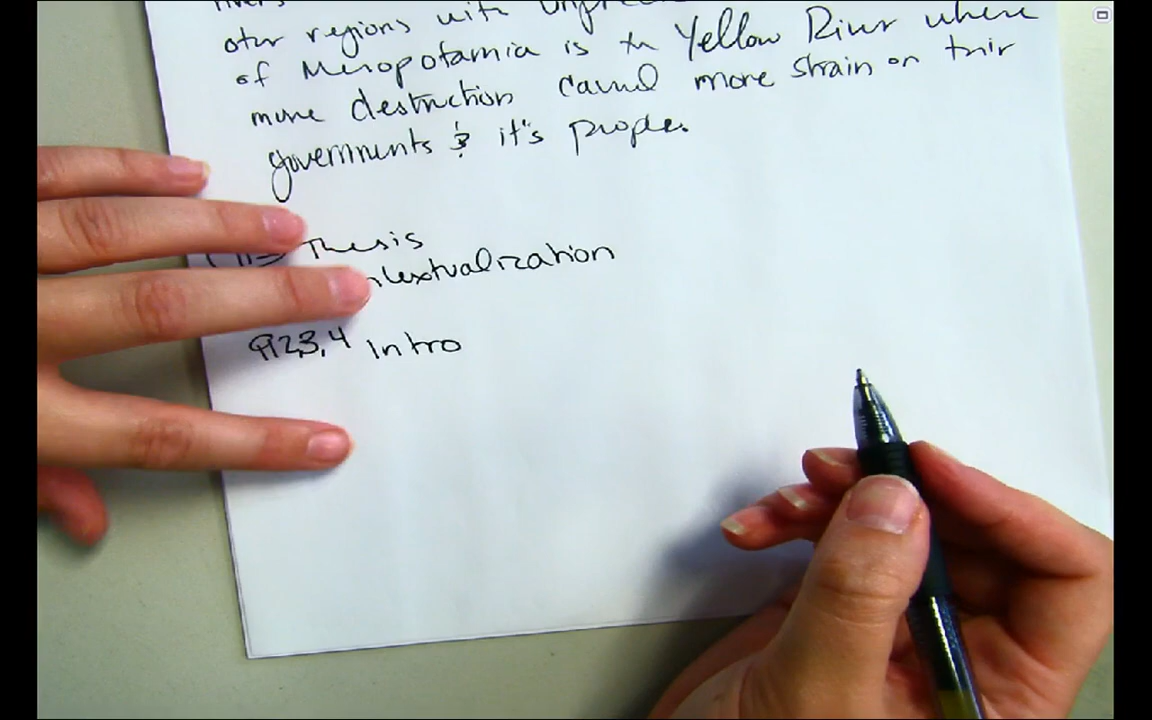 other regions with
of Mesopotamia is the Yellow River where
more destruction caused more strain on their
governments & it's people.
Thesis
ntextualization
2,3,4 intro